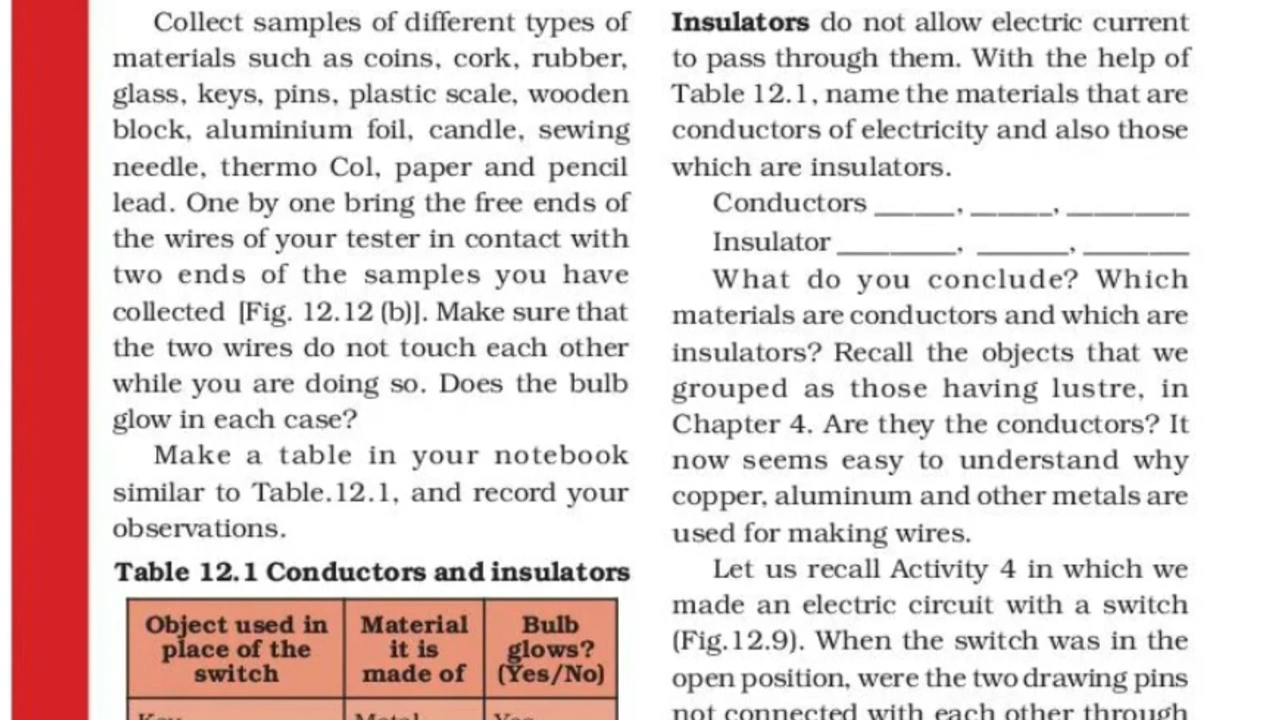 Collect samples of different types of
materials such as coins, cork, rubber,
glass, keys, pins, plastic scale, wooden
block, aluminium foil, candle, sewing
needle, thermo Col, paper and pencil
lead. One by one bring the free ends of
the wires of your tester in contact with
two ends of the samples you have
collected [Fig. 12.12 (b)]. Make sure that
the two wires do not touch each other
while you are doing so. Does the bulb
glow in each case?
Make a table in your notebook
similar to Table.12.1, and record your
observations.
Table 12.1 Conductors and insulators
Object used in
place of the
switch
Material
it is
made of
Bulb
glows?
(Yes/No)
Key
Metal
Yes
Insulators do not allow electric current
to pass through them. With the help of
Table 12.1, name the materials that are
conductors of electricity and also those
which are insulators.
Conductors ______, ______, _________
Insulator _________, _______, ________
What do you conclude? Which
materials are conductors and which are
insulators? Recall the objects that we
grouped as those having lustre, in
Chapter 4. Are they the conductors? It
now seems easy to understand why
copper, aluminum and other metals are
used for making wires.
Let us recall Activity 4 in which we
made an electric circuit with a switch
(Fig.12.9). When the switch was in the
open position, were the two drawing pins
not connected with each other through